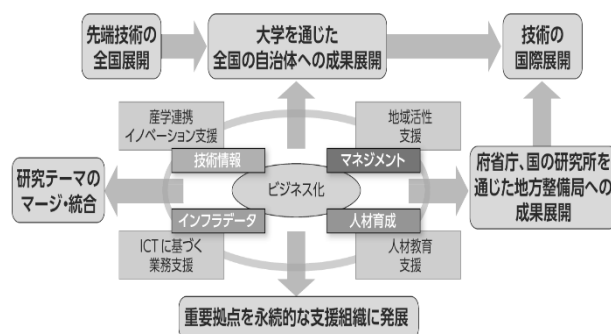 先端技術の
全国展開
大学を通じた
全国の自治体への成果展開
技術の
国際展開
産学連携
イノベーション支援
地域活性
支援
技術情報
マネジメント
研究テーマの
マージ・統合
ビジネス化
府省庁、国の研究所を
通じた地方整備局への
成果展開
インフラデータ
人材育成
ICTに基づく
業務支援
人材教育
支援
重要拠点を永続的な支援組織に発展